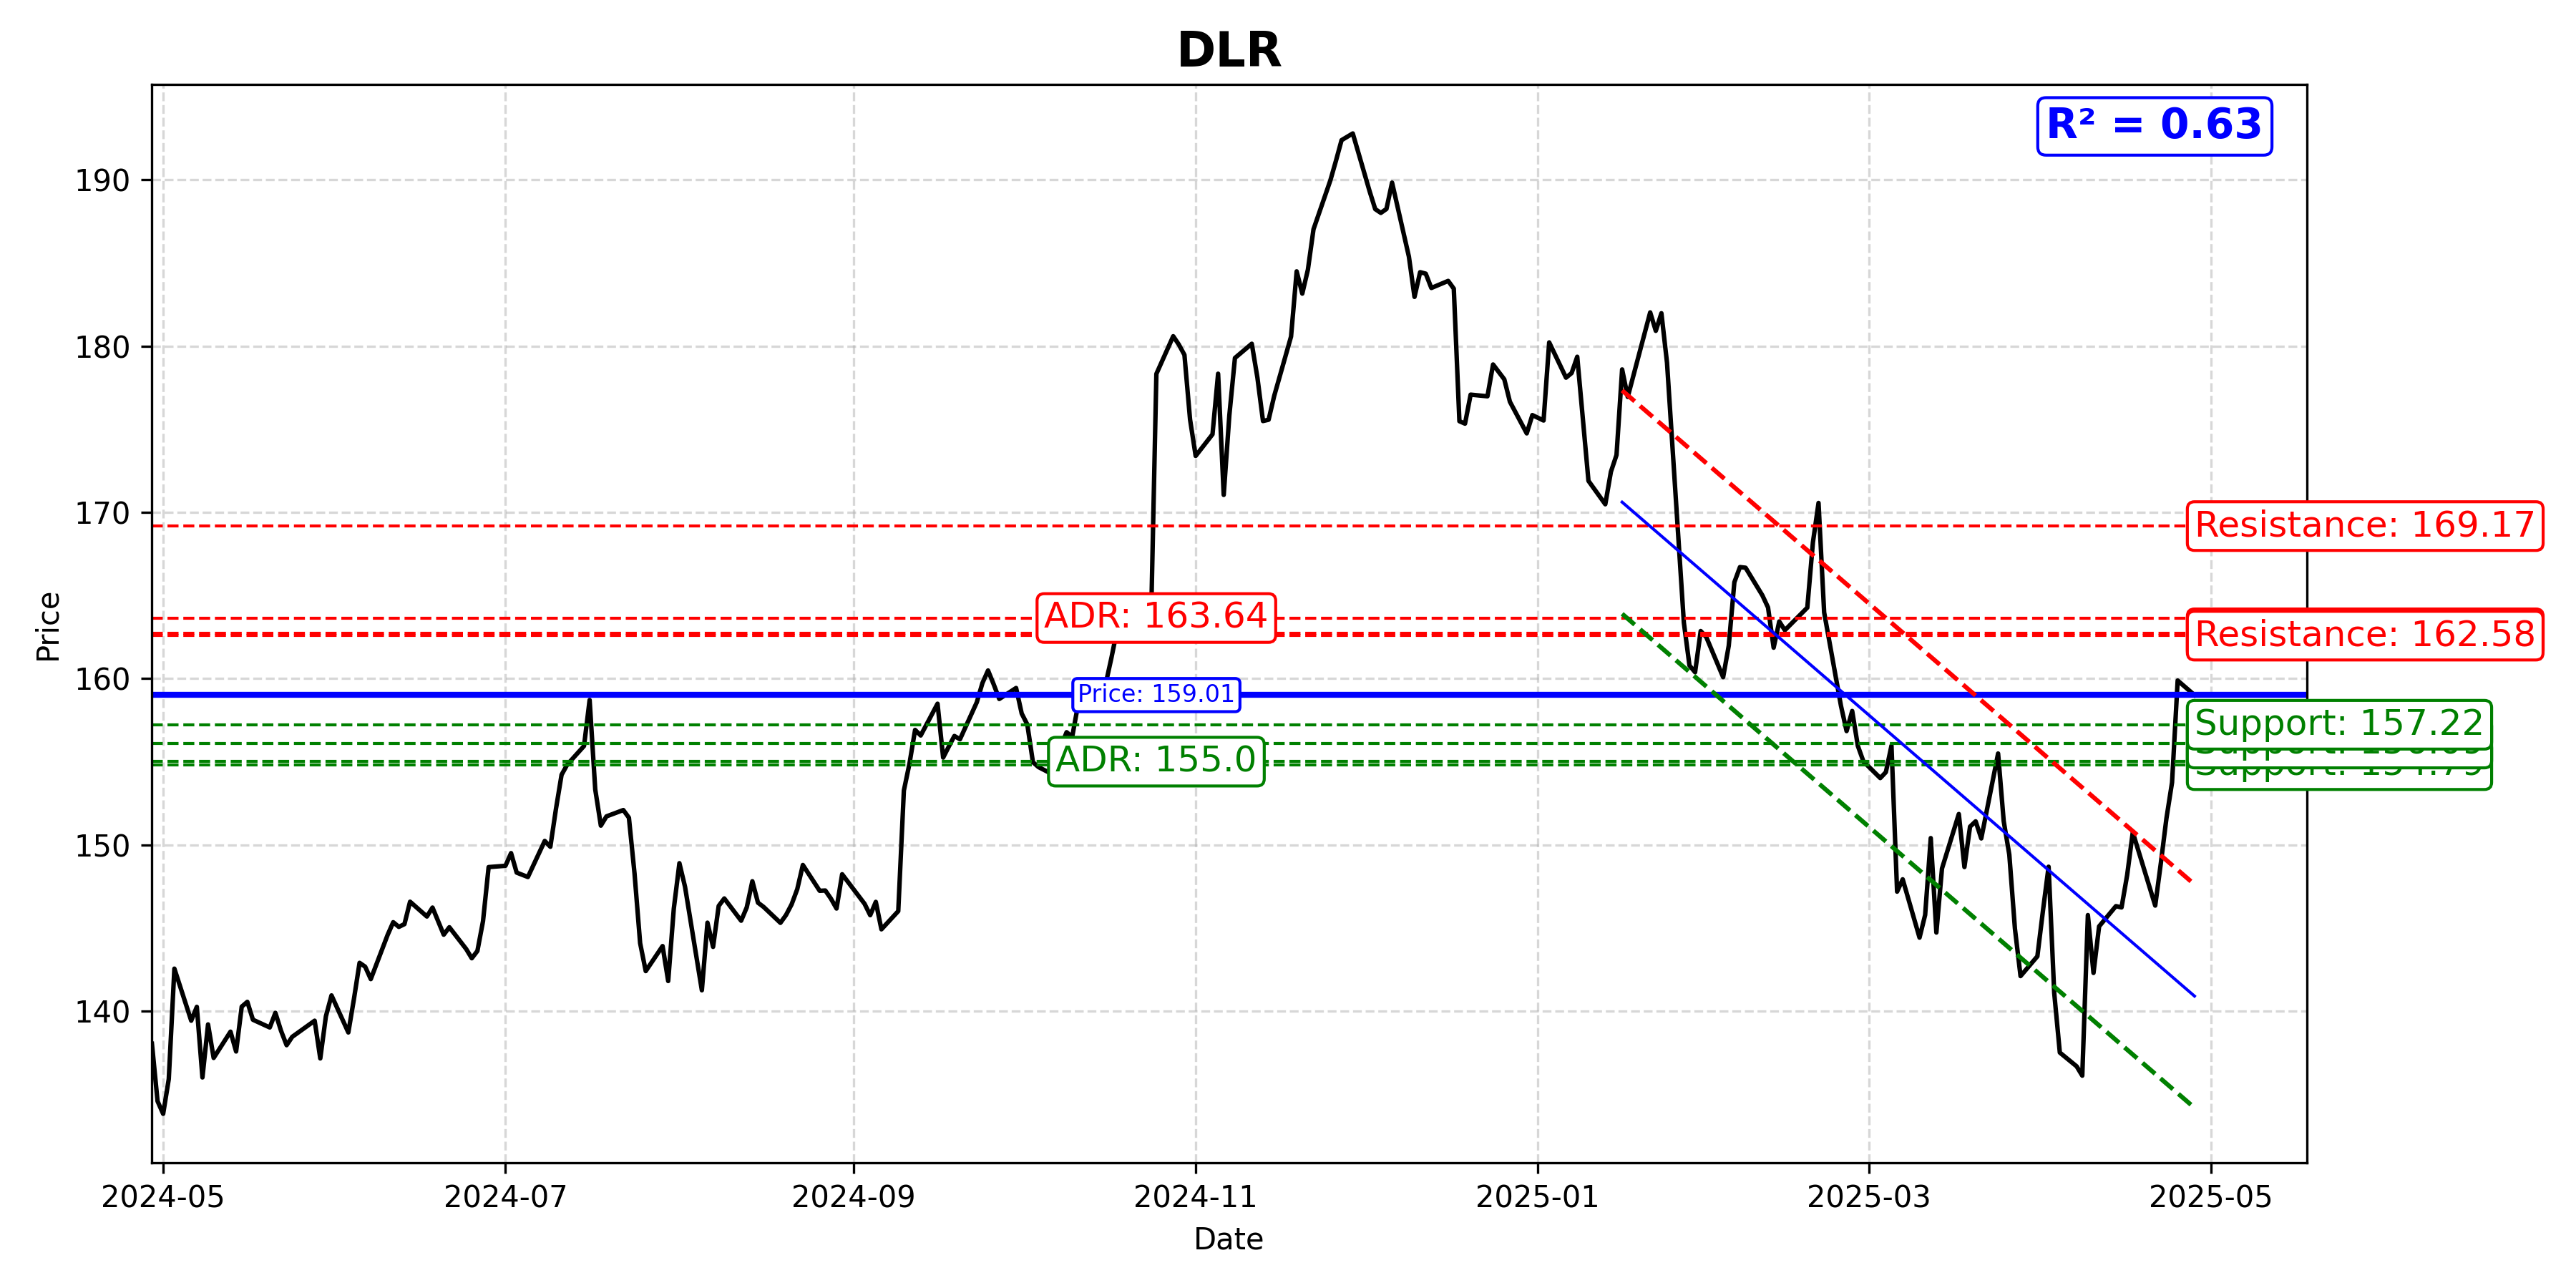 DLR
R² = 0.63
190
180
170
160
150
140
Price
Resistance: 169.17
ADR: 163.64
Resistance: 162.58
Price: 159.01
Support: 157.22
ADR: 155.0
2024-05
2024-07
2024-09
2024-11
2025-01
2025-03
2025-05
Date